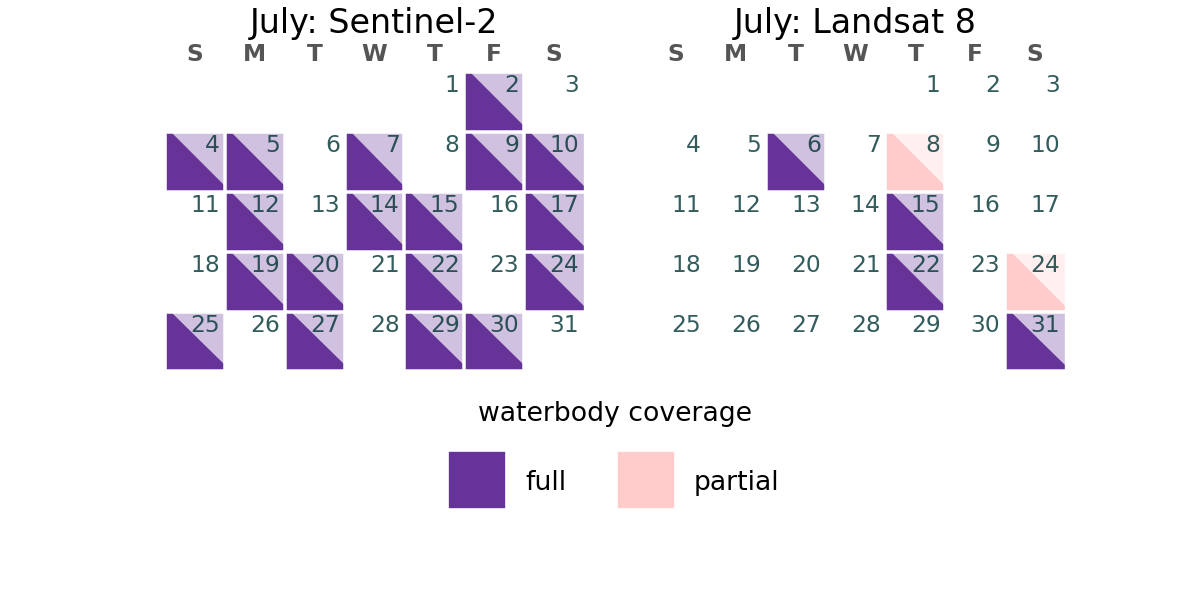 July: Sentinel-2
S M T W T F S
1 2 3
4 5 6 7 8 9 10
11 12 13 14 15 16 17
18 19 20 21 22 23 24
25 26 27 28 29 30 31
July: Landsat 8
S M T W T F S
1 2 3
4 5 6 7 8 9 10
11 12 13 14 15 16 17
18 19 20 21 22 23 24
25 26 27 28 29 30 31
waterbody coverage
full partial